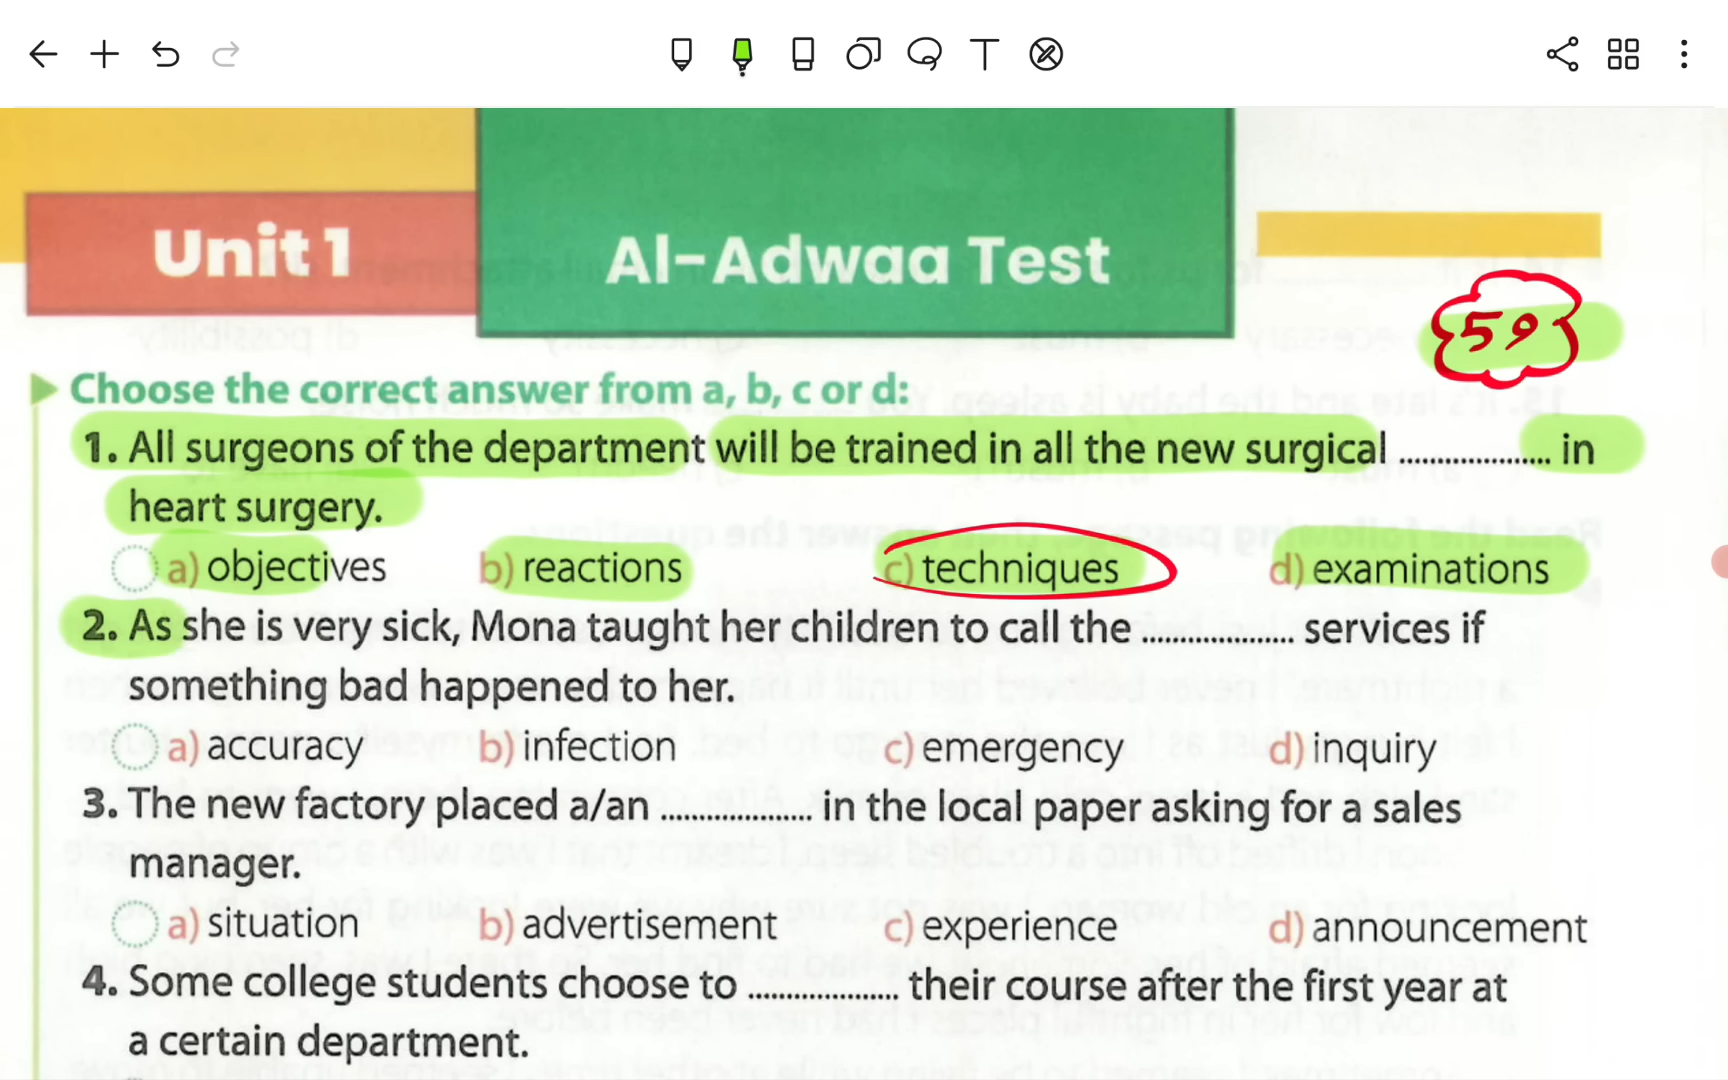 Unit 1
Al-Adwaa Test
59
Choose the correct answer from a, b, c or d:
1. All surgeons of the department will be trained in all the new surgical ................... in
heart surgery.
a) objectives b) reactions c) techniques d) examinations
2. As she is very sick, Mona taught her children to call the ................... services if
something bad happened to her.
a) accuracy b) infection c) emergency d) inquiry
3. The new factory placed a/an ................... in the local paper asking for a sales
manager.
a) situation b) advertisement c) experience d) announcement
4. Some college students choose to ................... their course after the first year at
a certain department.